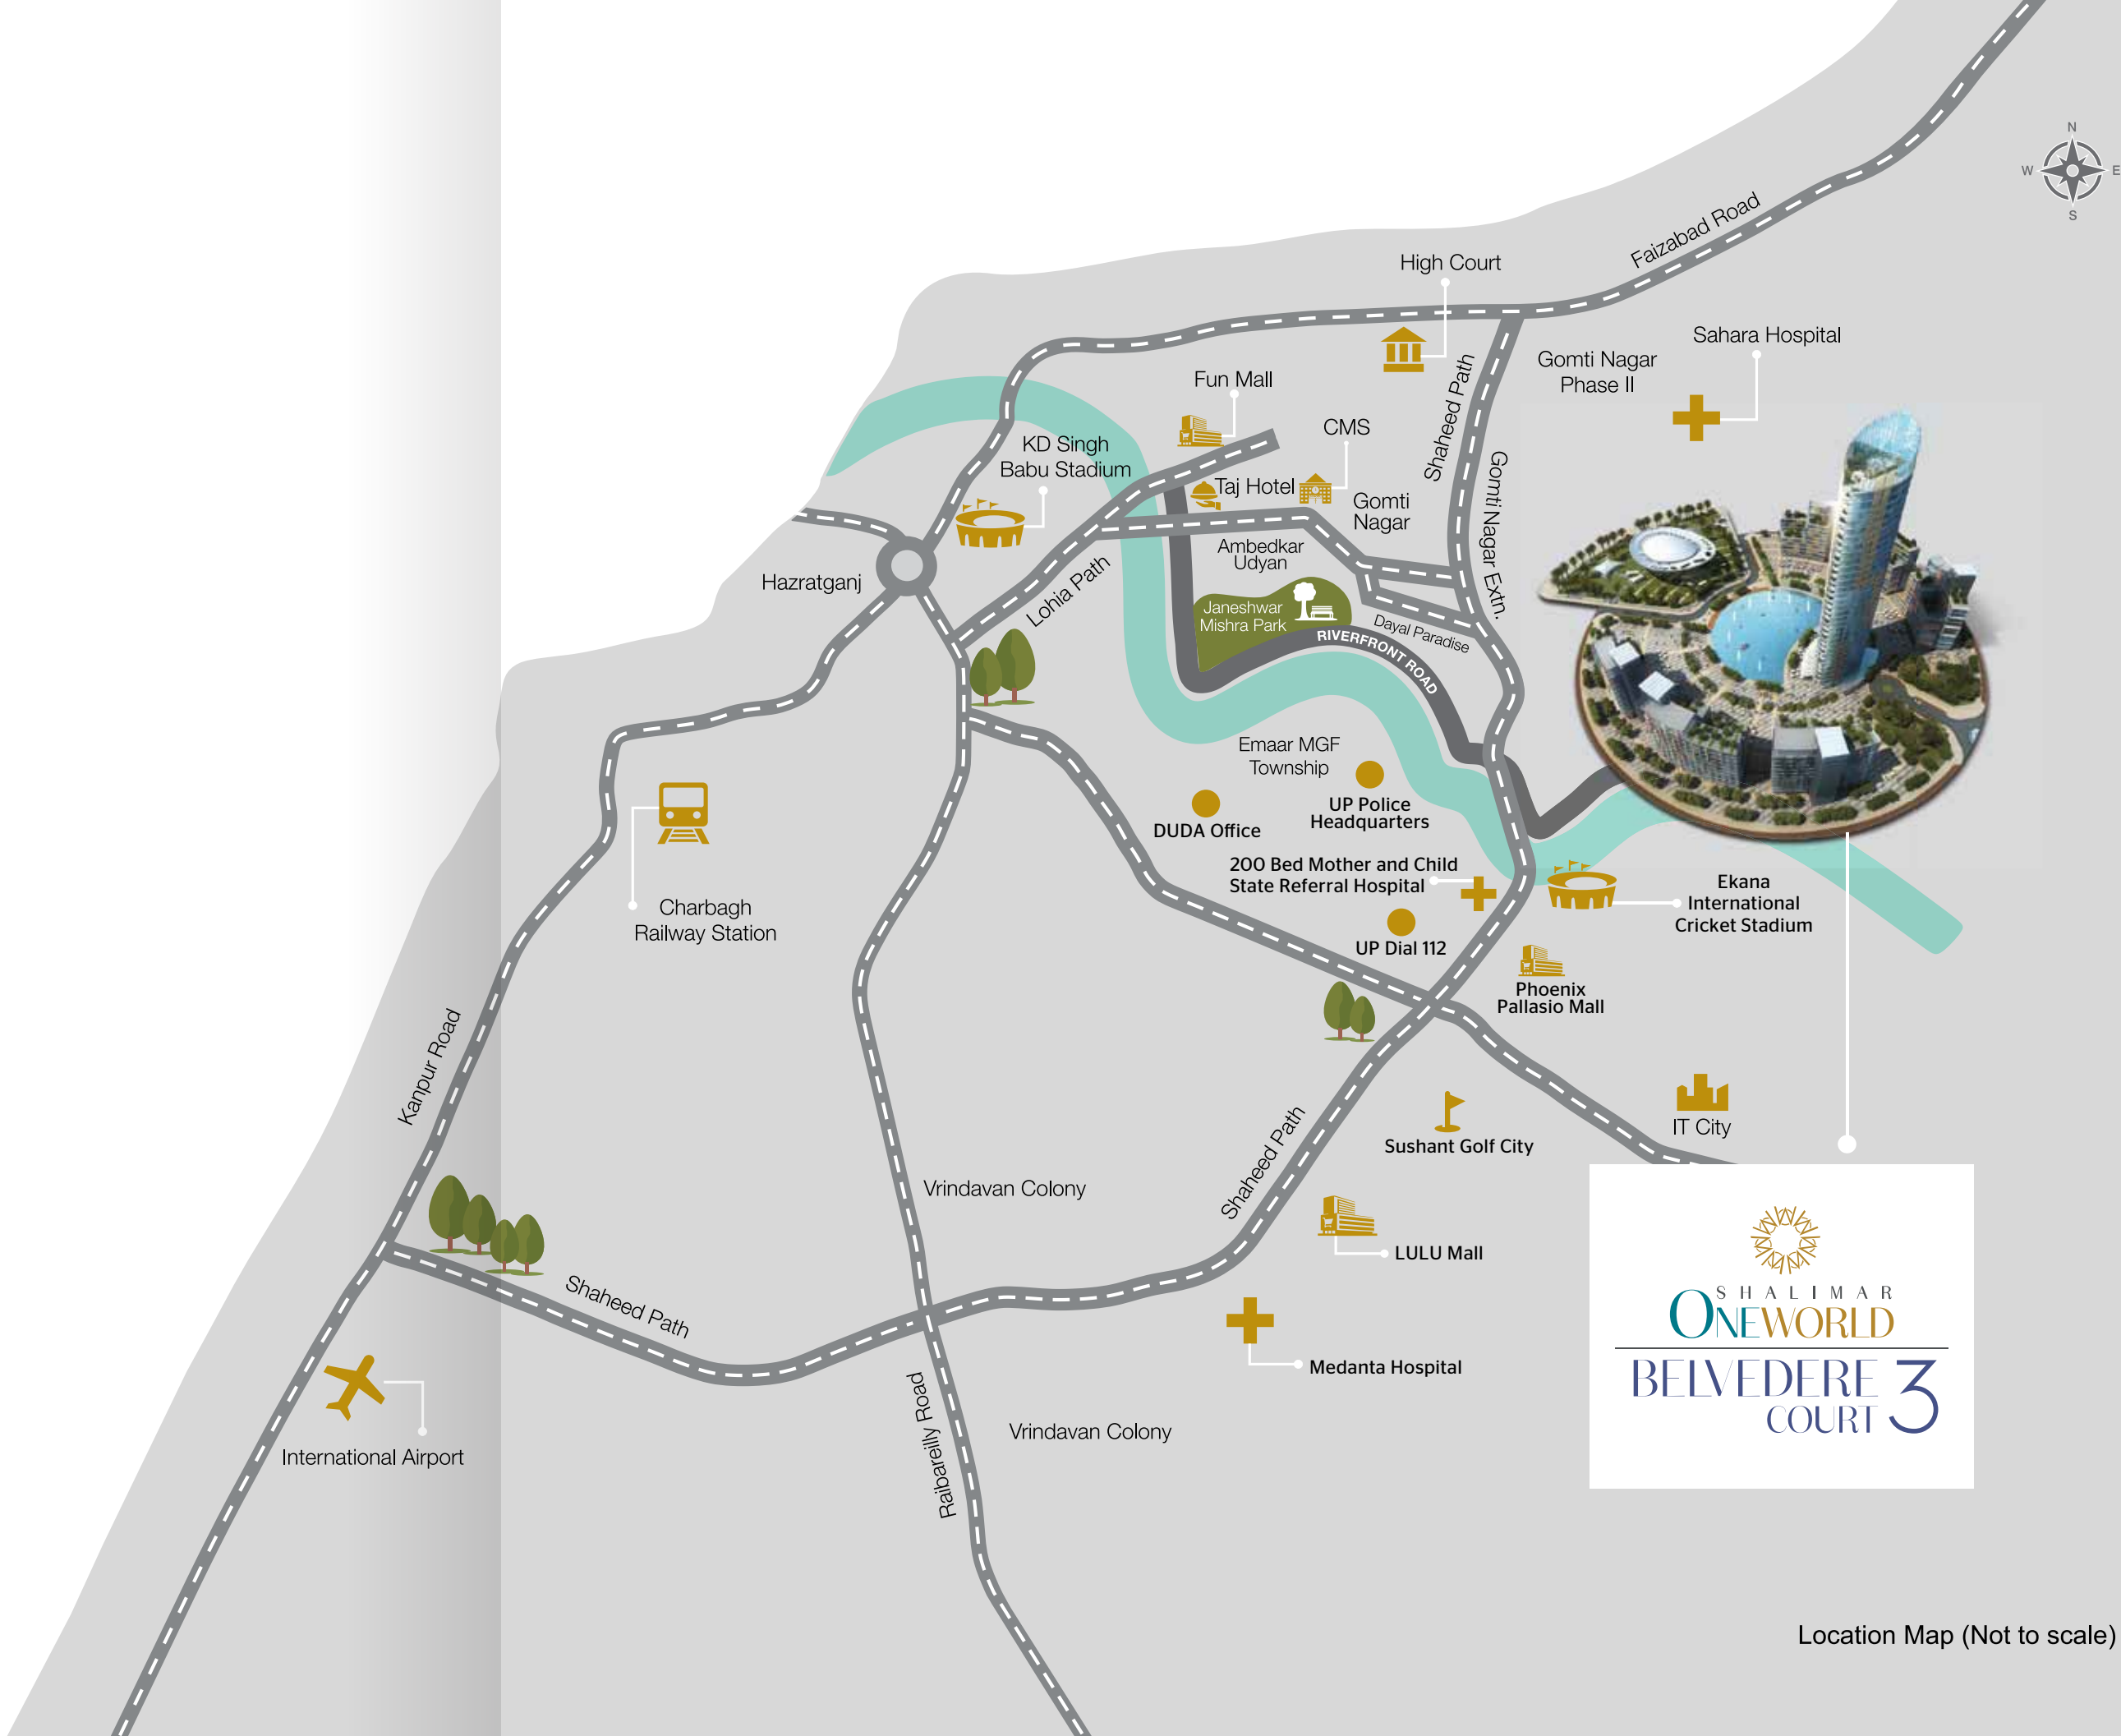 N
W
E
S
Faizabad Road
High Court
Sahara Hospital
Gomti Nagar
Phase II
Shaheed Path
Fun Mall
CMS
KD Singh
Babu Stadium
Taj Hotel
Gomti
Nagar
Gomti Nagar Extn.
Ambedkar
Udyan
Hazratganj
Lohia Path
Janeshwar
Mishra Park
Dayal Paradise
RIVERFRONT ROAD
Emaar MGF
Township
UP Police
Headquarters
DUDA Office
200 Bed Mother and Child
State Referral Hospital
Ekana
International
Cricket Stadium
UP Dial 112
Charbagh
Railway Station
Phoenix
Pallasio Mall
Kanpur Road
IT City
Sushant Golf City
Shaheed Path
Vrindavan Colony
LULU Mall
Shaheed Path
Medanta Hospital
Raibareilly Road
Vrindavan Colony
International Airport
SHALIMAR
ONEWORLD
BELVEDERE
COURT 3
Location Map (Not to scale)